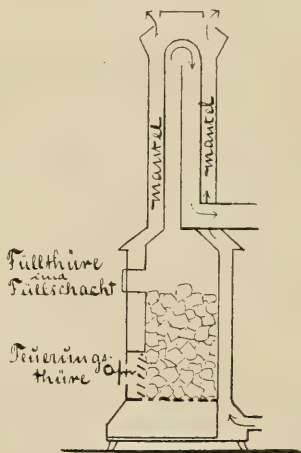 Mantel
Mantel
Füllthüre
und
Füllschacht
Feuerungs-
thüre